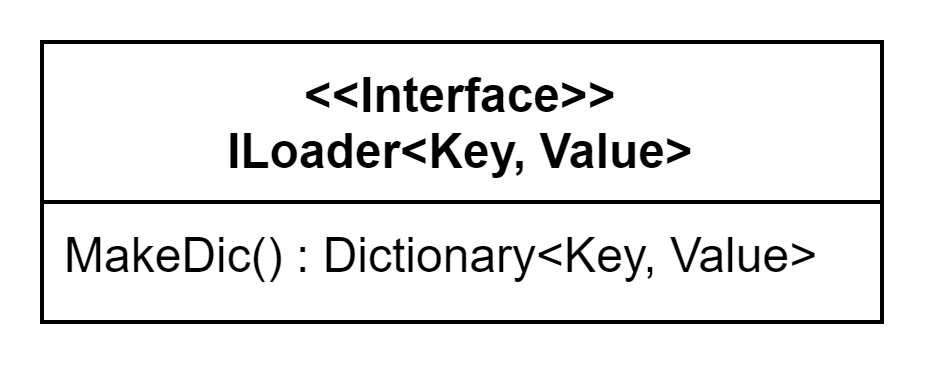 <<Interface>>
ILoader<Key, Value>
MakeDic() : Dictionary<Key, Value>